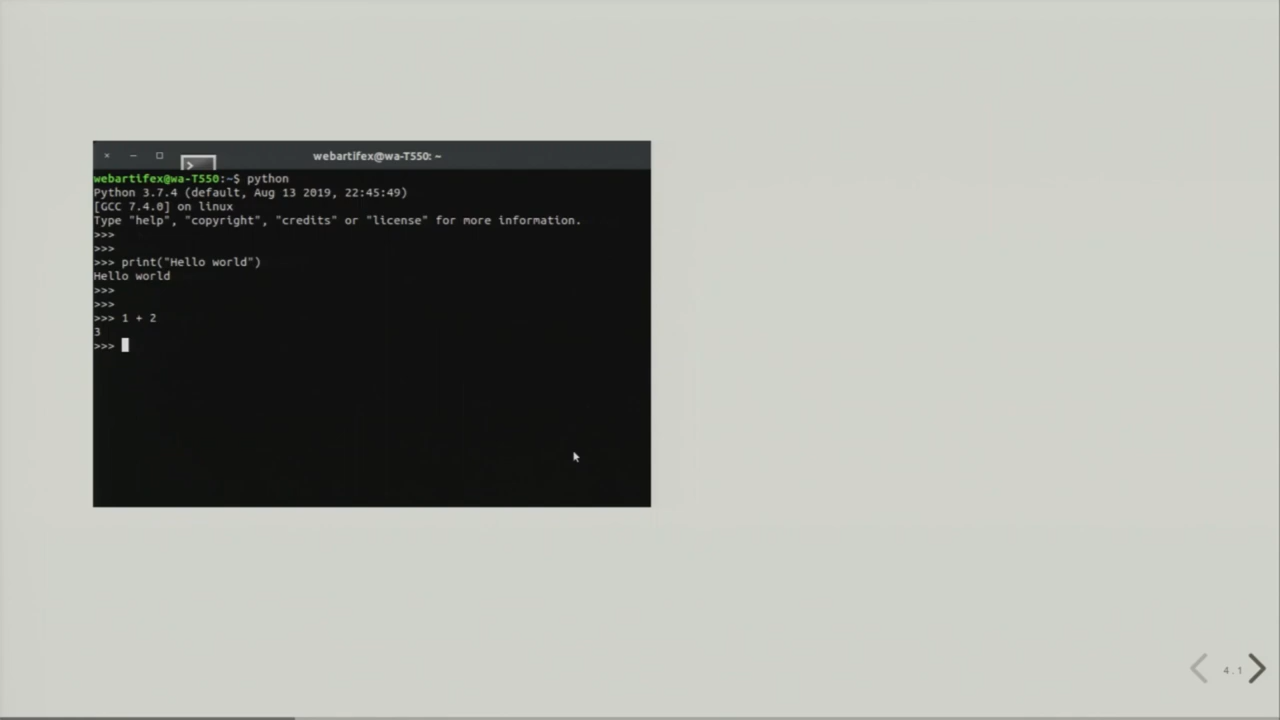 webartifex@wa-T550: ~
webartifex@wa-T550:~$ python
Python 3.7.4 (default, Aug 13 2019, 22:45:49)
[GCC 7.4.0] on linux
Type "help", "copyright", "credits" or "license" for more information.
>>>
>>>
>>> print("Hello world")
Hello world
>>>
>>>
>>> 1 + 2
3
>>>
4.1